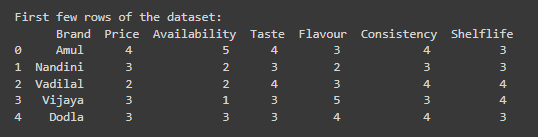 First few rows of the dataset:
Brand Price Availability Taste Flavour Consistency Shelflife
0 Amul 4 5 4 3 4 3
1 Nandini 3 2 3 2 3 3
2 Vadilal 2 2 4 3 4 4
3 Vijaya 3 1 3 5 3 4
4 Dodla 3 3 3 4 4 3